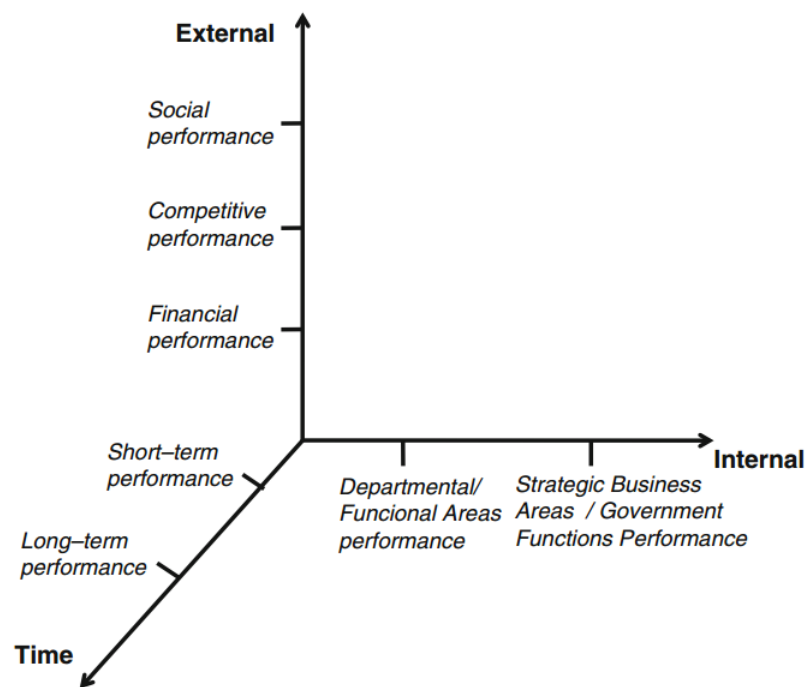 External
Social
performance
Competitive
performance
Financial
performance
Short–term
performance
Long–term
performance
Time
Internal
Departmental/
Funcional Areas
performance
Strategic Business
Areas / Government
Functions Performance